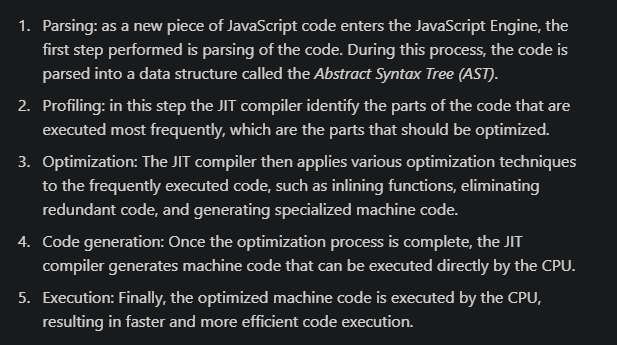 1. Parsing: as a new piece of JavaScript code enters the JavaScript Engine, the
first step performed is parsing of the code. During this process, the code is
parsed into a data structure called the Abstract Syntax Tree (AST).
2. Profiling: in this step the JIT compiler identify the parts of the code that are
executed most frequently, which are the parts that should be optimized.
3. Optimization: The JIT compiler then applies various optimization techniques
to the frequently executed code, such as inlining functions, eliminating
redundant code, and generating specialized machine code.
4. Code generation: Once the optimization process is complete, the JIT
compiler generates machine code that can be executed directly by the CPU.
5. Execution: Finally, the optimized machine code is executed by the CPU,
resulting in faster and more efficient code execution.